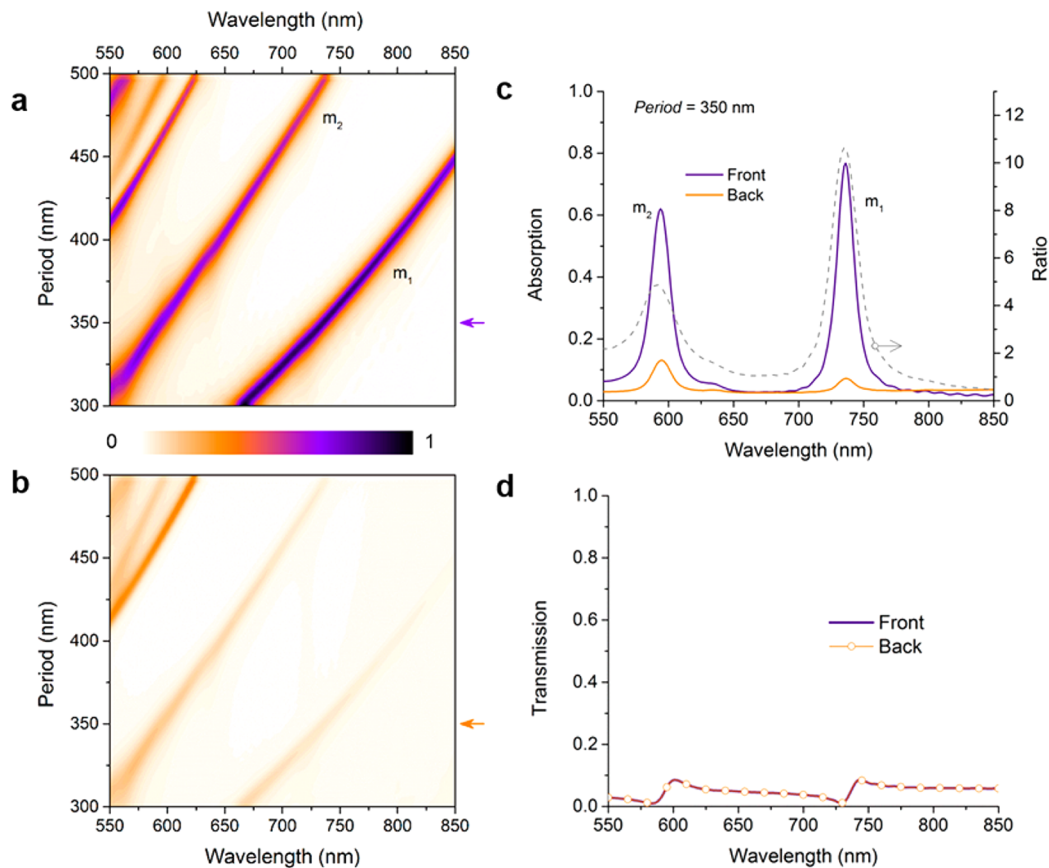 Wavelength (nm)
550 600 650 700 750 800 850
a
500
450
400
350
300
Period (nm)
m2
m1
0 1
b
500
450
400
350
300
Period (nm)
550 600 650 700 750 800 850
Wavelength (nm)
c
1.0
0.8
0.6
0.4
0.2
0.0
Absorption
Period = 350 nm
Front
Back
m2
m1
12
10
8
6
4
2
0
Ratio
550 600 650 700 750 800 850
Wavelength (nm)
d
1.0
0.8
0.6
0.4
0.2
0.0
Transmission
Front
Back
550 600 650 700 750 800 850
Wavelength (nm)